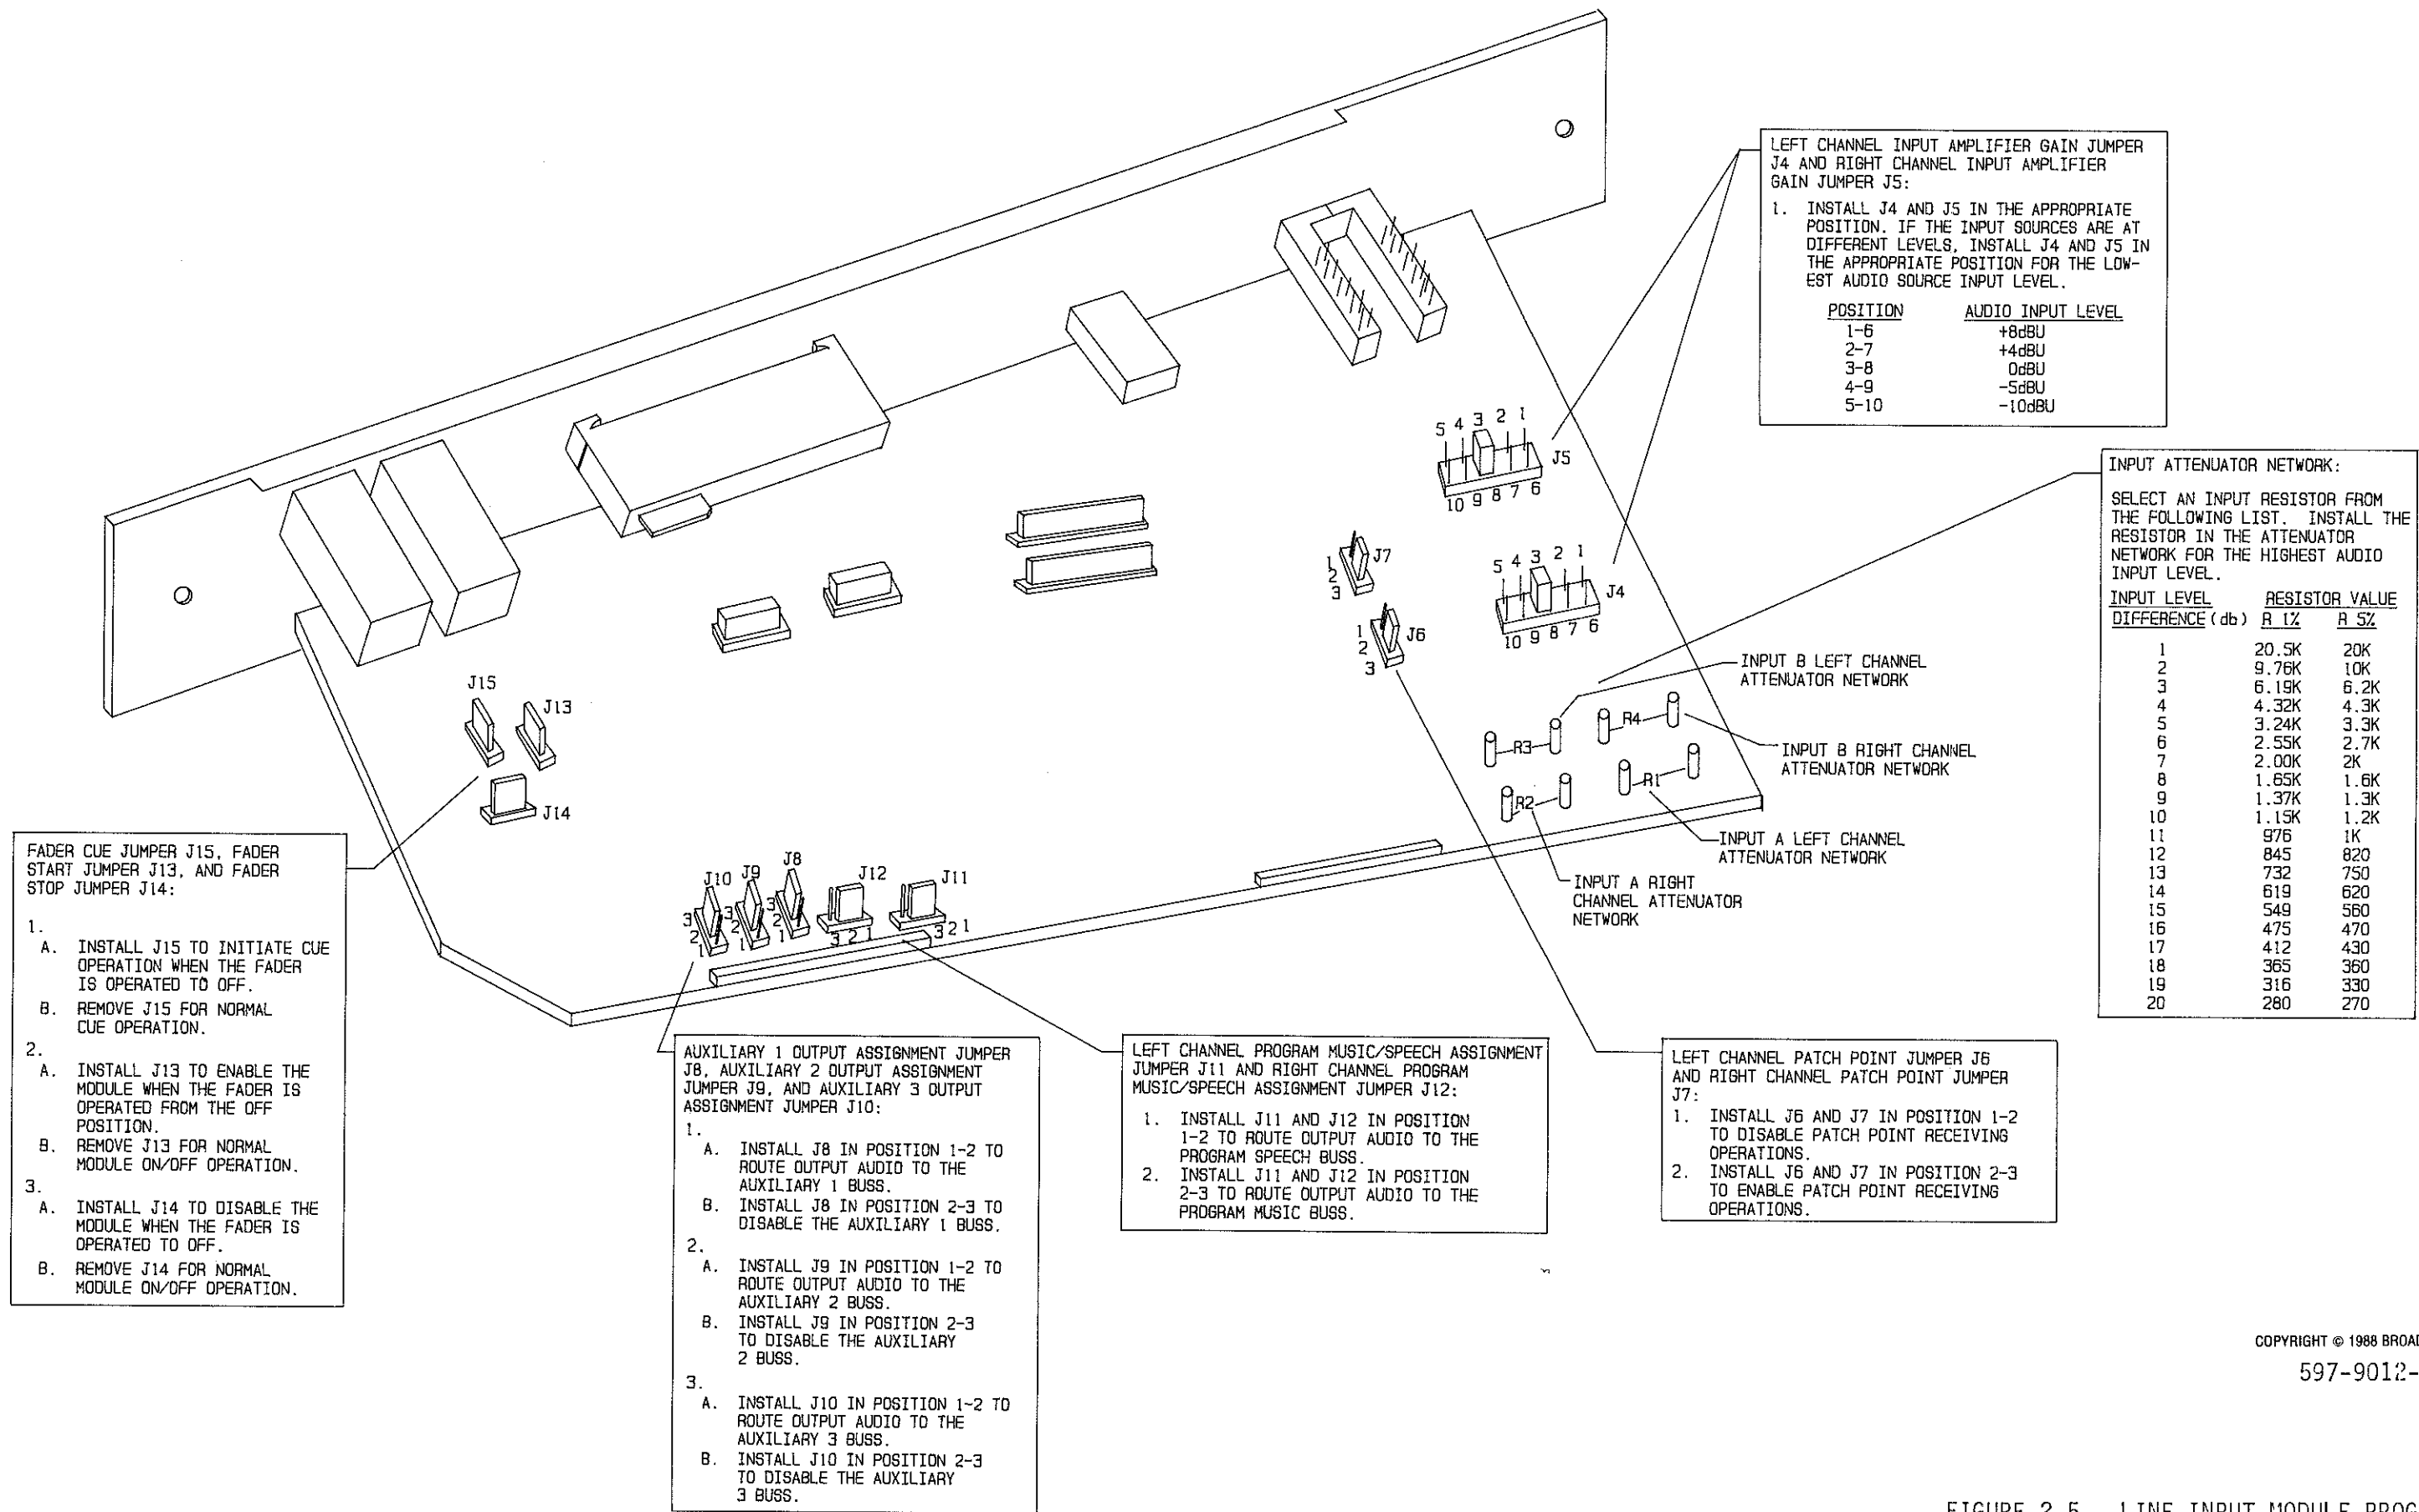 LEFT CHANNEL INPUT AMPLIFIER GAIN JUMPER
J4 AND RIGHT CHANNEL INPUT AMPLIFIER
GAIN JUMPER J5:
1. INSTALL J4 AND J5 IN THE APPROPRIATE
POSITION. IF THE INPUT SOURCES ARE AT
DIFFERENT LEVELS, INSTALL J4 AND J5 IN
THE APPROPRIATE POSITION FOR THE LOW-
EST AUDIO SOURCE INPUT LEVEL.
POSITION AUDIO INPUT LEVEL
1-6 +8dBU
2-7 +4dBU
3-8 0dBU
4-9 -5dBU
5-10 -10dBU
5 4 3 2 1
J5
10 9 8 7 6
INPUT ATTENUATOR NETWORK:
SELECT AN INPUT RESISTOR FROM
THE FOLLOWING LIST. INSTALL THE
RESISTOR IN THE ATTENUATOR
NETWORK FOR THE HIGHEST AUDIO
INPUT LEVEL.
INPUT LEVEL RESISTOR VALUE
DIFFERENCE (db) R 1% R 5%
1 20.5K 20K
2 9.76K 10K
3 6.19K 6.2K
4 4.32K 4.3K
5 3.24K 3.3K
6 2.55K 2.7K
7 2.00K 2K
8 1.65K 1.6K
9 1.37K 1.3K
10 1.15K 1.2K
11 976 1K
12 845 820
13 732 750
14 619 620
15 549 560
16 475 470
17 412 430
18 365 360
19 316 330
20 280 270
1
2
3
J7
5 4 3 2 1
J4
10 9 8 7 6
1
2
3
J6
INPUT B LEFT CHANNEL
ATTENUATOR NETWORK
R3
R4
INPUT B RIGHT CHANNEL
ATTENUATOR NETWORK
R2
R1
INPUT A LEFT CHANNEL
ATTENUATOR NETWORK
INPUT A RIGHT
CHANNEL ATTENUATOR
NETWORK
J15
J13
J14
FADER CUE JUMPER J15, FADER
START JUMPER J13, AND FADER
STOP JUMPER J14:
1.
A. INSTALL J15 TO INITIATE CUE
OPERATION WHEN THE FADER
IS OPERATED TO OFF.
B. REMOVE J15 FOR NORMAL
CUE OPERATION.
2.
A. INSTALL J13 TO ENABLE THE
MODULE WHEN THE FADER IS
OPERATED FROM THE OFF
POSITION.
B. REMOVE J13 FOR NORMAL
MODULE ON/OFF OPERATION.
3.
A. INSTALL J14 TO DISABLE THE
MODULE WHEN THE FADER IS
OPERATED TO OFF.
B. REMOVE J14 FOR NORMAL
MODULE ON/OFF OPERATION.
J10 J9 J8 J12 J11
3 3 3
2 2 2
1 1 1
3 2 1
3 2 1
AUXILIARY 1 OUTPUT ASSIGNMENT JUMPER
J8, AUXILIARY 2 OUTPUT ASSIGNMENT
JUMPER J9, AND AUXILIARY 3 OUTPUT
ASSIGNMENT JUMPER J10:
1.
A. INSTALL J8 IN POSITION 1-2 TO
ROUTE OUTPUT AUDIO TO THE
AUXILIARY 1 BUSS.
B. INSTALL J8 IN POSITION 2-3 TO
DISABLE THE AUXILIARY 1 BUSS.
2.
A. INSTALL J9 IN POSITION 1-2 TO
ROUTE OUTPUT AUDIO TO THE
AUXILIARY 2 BUSS.
B. INSTALL J9 IN POSITION 2-3
TO DISABLE THE AUXILIARY
2 BUSS.
3.
A. INSTALL J10 IN POSITION 1-2 TO
ROUTE OUTPUT AUDIO TO THE
AUXILIARY 3 BUSS.
B. INSTALL J10 IN POSITION 2-3
TO DISABLE THE AUXILIARY
3 BUSS.
LEFT CHANNEL PROGRAM MUSIC/SPEECH ASSIGNMENT
JUMPER J11 AND RIGHT CHANNEL PROGRAM
MUSIC/SPEECH ASSIGNMENT JUMPER J12:
1. INSTALL J11 AND J12 IN POSITION
1-2 TO ROUTE OUTPUT AUDIO TO THE
PROGRAM SPEECH BUSS.
2. INSTALL J11 AND J12 IN POSITION
2-3 TO ROUTE OUTPUT AUDIO TO THE
PROGRAM MUSIC BUSS.
LEFT CHANNEL PATCH POINT JUMPER J6
AND RIGHT CHANNEL PATCH POINT JUMPER
J7:
1. INSTALL J6 AND J7 IN POSITION 1-2
TO DISABLE PATCH POINT RECEIVING
OPERATIONS.
2. INSTALL J6 AND J7 IN POSITION 2-3
TO ENABLE PATCH POINT RECEIVING
OPERATIONS.
COPYRIGHT © 1988 BROAD
597-9012-